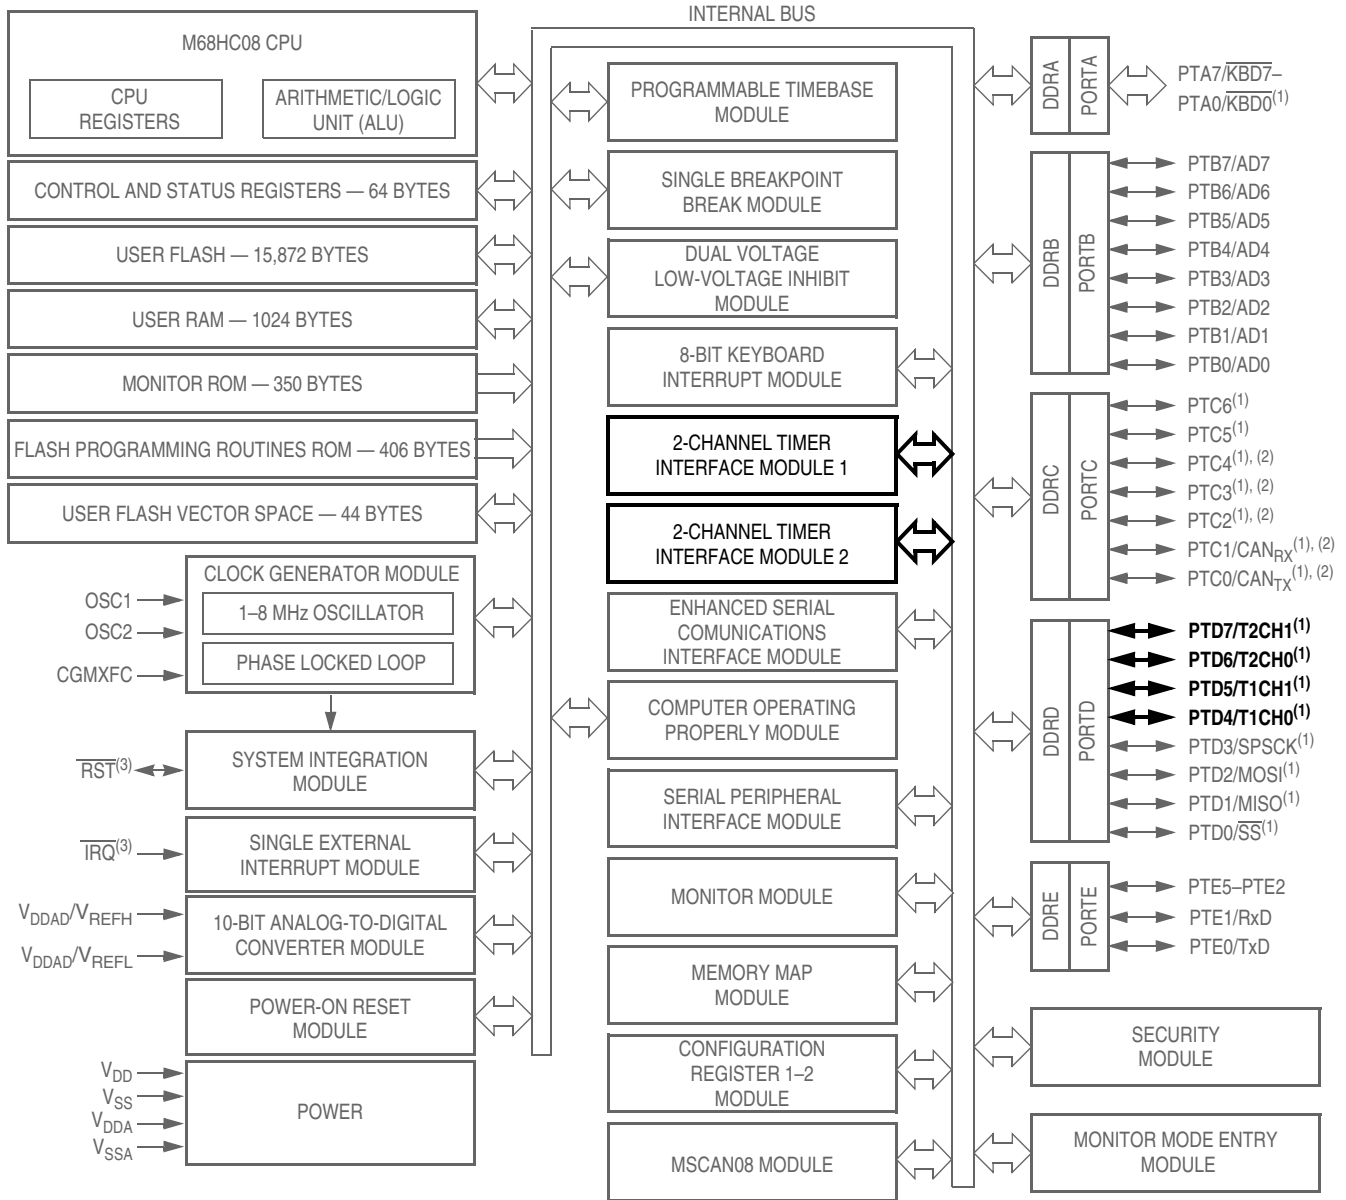 INTERNAL BUS
M68HC08 CPU
CPU
REGISTERS
ARITHMETIC/LOGIC
UNIT (ALU)
CONTROL AND STATUS REGISTERS — 64 BYTES
USER FLASH — 15,872 BYTES
USER RAM — 1024 BYTES
MONITOR ROM — 350 BYTES
FLASH PROGRAMMING ROUTINES ROM — 406 BYTES
USER FLASH VECTOR SPACE — 44 BYTES
CLOCK GENERATOR MODULE
1–8 MHz OSCILLATOR
PHASE LOCKED LOOP
OSC1
OSC2
CGMXFC
SYSTEM INTEGRATION
MODULE
RST(3)
SINGLE EXTERNAL
INTERRUPT MODULE
IRQ(3)
10-BIT ANALOG-TO-DIGITAL
CONVERTER MODULE
VDDAD/VREFH
VDDAD/VREFL
POWER-ON RESET
MODULE
POWER
VDD
VSS
VDDA
VSSA
PROGRAMMABLE TIMEBASE
MODULE
SINGLE BREAKPOINT
BREAK MODULE
DUAL VOLTAGE
LOW-VOLTAGE INHIBIT
MODULE
8-BIT KEYBOARD
INTERRUPT MODULE
2-CHANNEL TIMER
INTERFACE MODULE 1
2-CHANNEL TIMER
INTERFACE MODULE 2
ENHANCED SERIAL
COMUNICATIONS
INTERFACE MODULE
COMPUTER OPERATING
PROPERLY MODULE
SERIAL PERIPHERAL
INTERFACE MODULE
MONITOR MODULE
MEMORY MAP
MODULE
CONFIGURATION
REGISTER 1–2
MODULE
MSCAN08 MODULE
DDRA
PORTA
PTA7/KBD7–
PTA0/KBD0(1)
DDRB
PORTB
PTB7/AD7
PTB6/AD6
PTB5/AD5
PTB4/AD4
PTB3/AD3
PTB2/AD2
PTB1/AD1
PTB0/AD0
DDRC
PORTC
PTC6(1)
PTC5(1)
PTC4(1), (2)
PTC3(1), (2)
PTC2(1), (2)
PTC1/CANRX(1), (2)
PTC0/CANTX(1), (2)
DDRD
PORTD
PTD7/T2CH1(1)
PTD6/T2CH0(1)
PTD5/T1CH1(1)
PTD4/T1CH0(1)
PTD3/SPSCK(1)
PTD2/MOSI(1)
PTD1/MISO(1)
PTD0/SS(1)
DDRE
PORTE
PTE5–PTE2
PTE1/RxD
PTE0/TxD
SECURITY
MODULE
MONITOR MODE ENTRY
MODULE